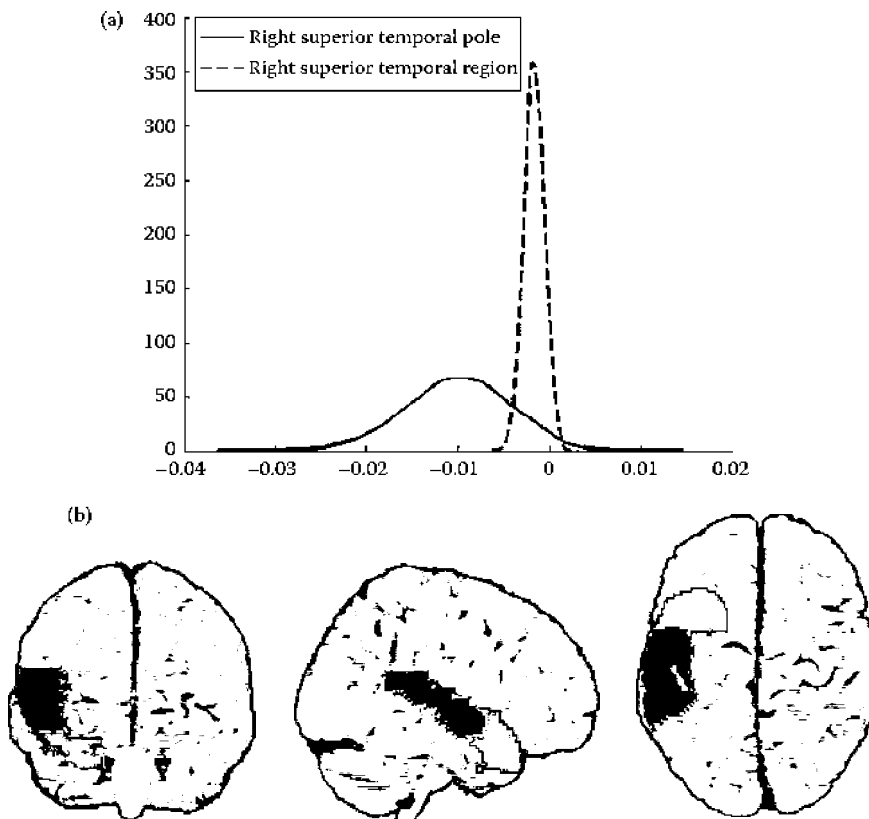 (a)
400
350
300
250
200
150
100
50
0
Right superior temporal pole
Right superior temporal region
−0.04 −0.03 −0.02 −0.01 0 0.01 0.02
(b)